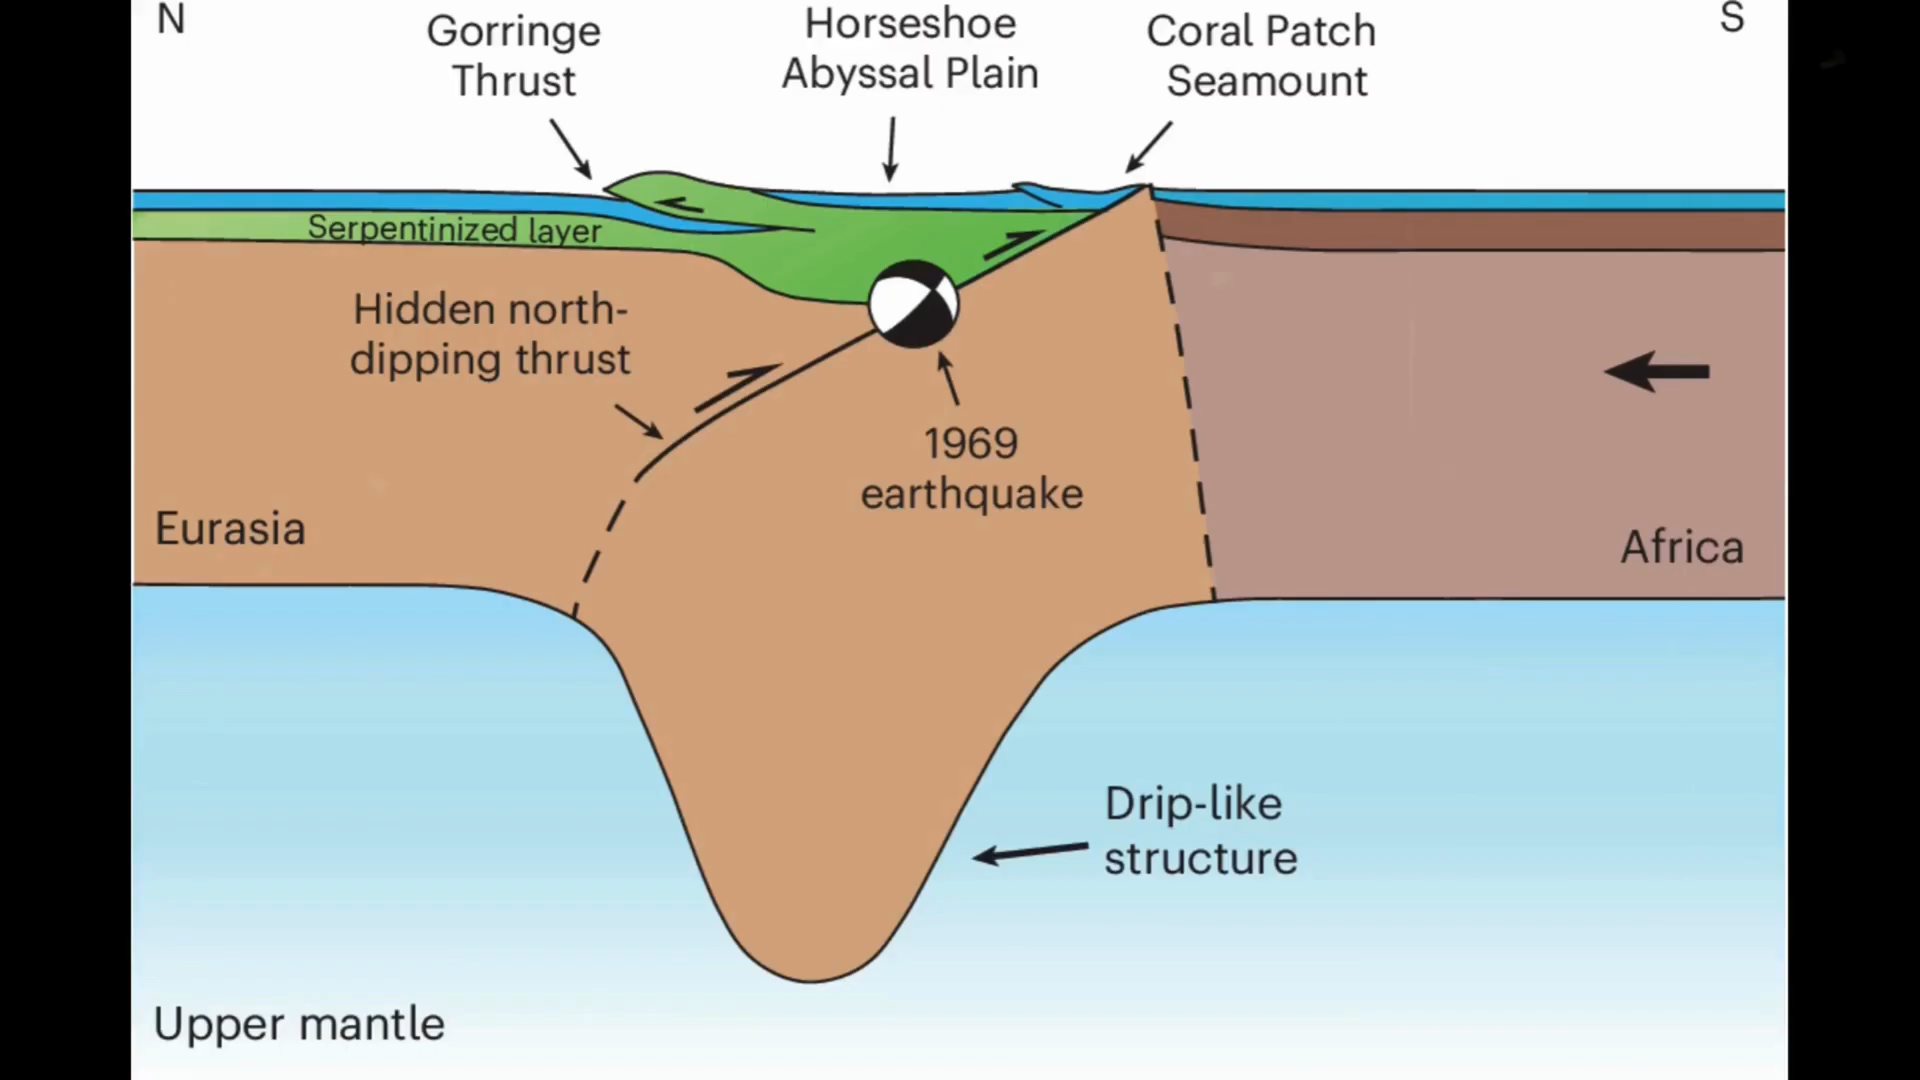 N
Gorringe
Thrust
Horseshoe
Abyssal Plain
Coral Patch
Seamount
S
Serpentinized layer
Hidden north-
dipping thrust
1969
earthquake
Eurasia
Africa
Drip-like
structure
Upper mantle